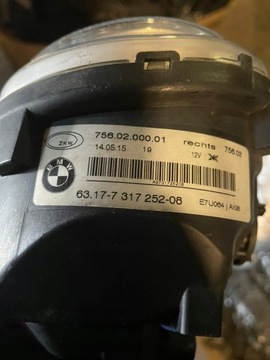 ZKW
756.02.000.01 rechts 756.02
14.05.15 19 12V
BMW
63.17-7 317 252-08 E7U064 | AI08